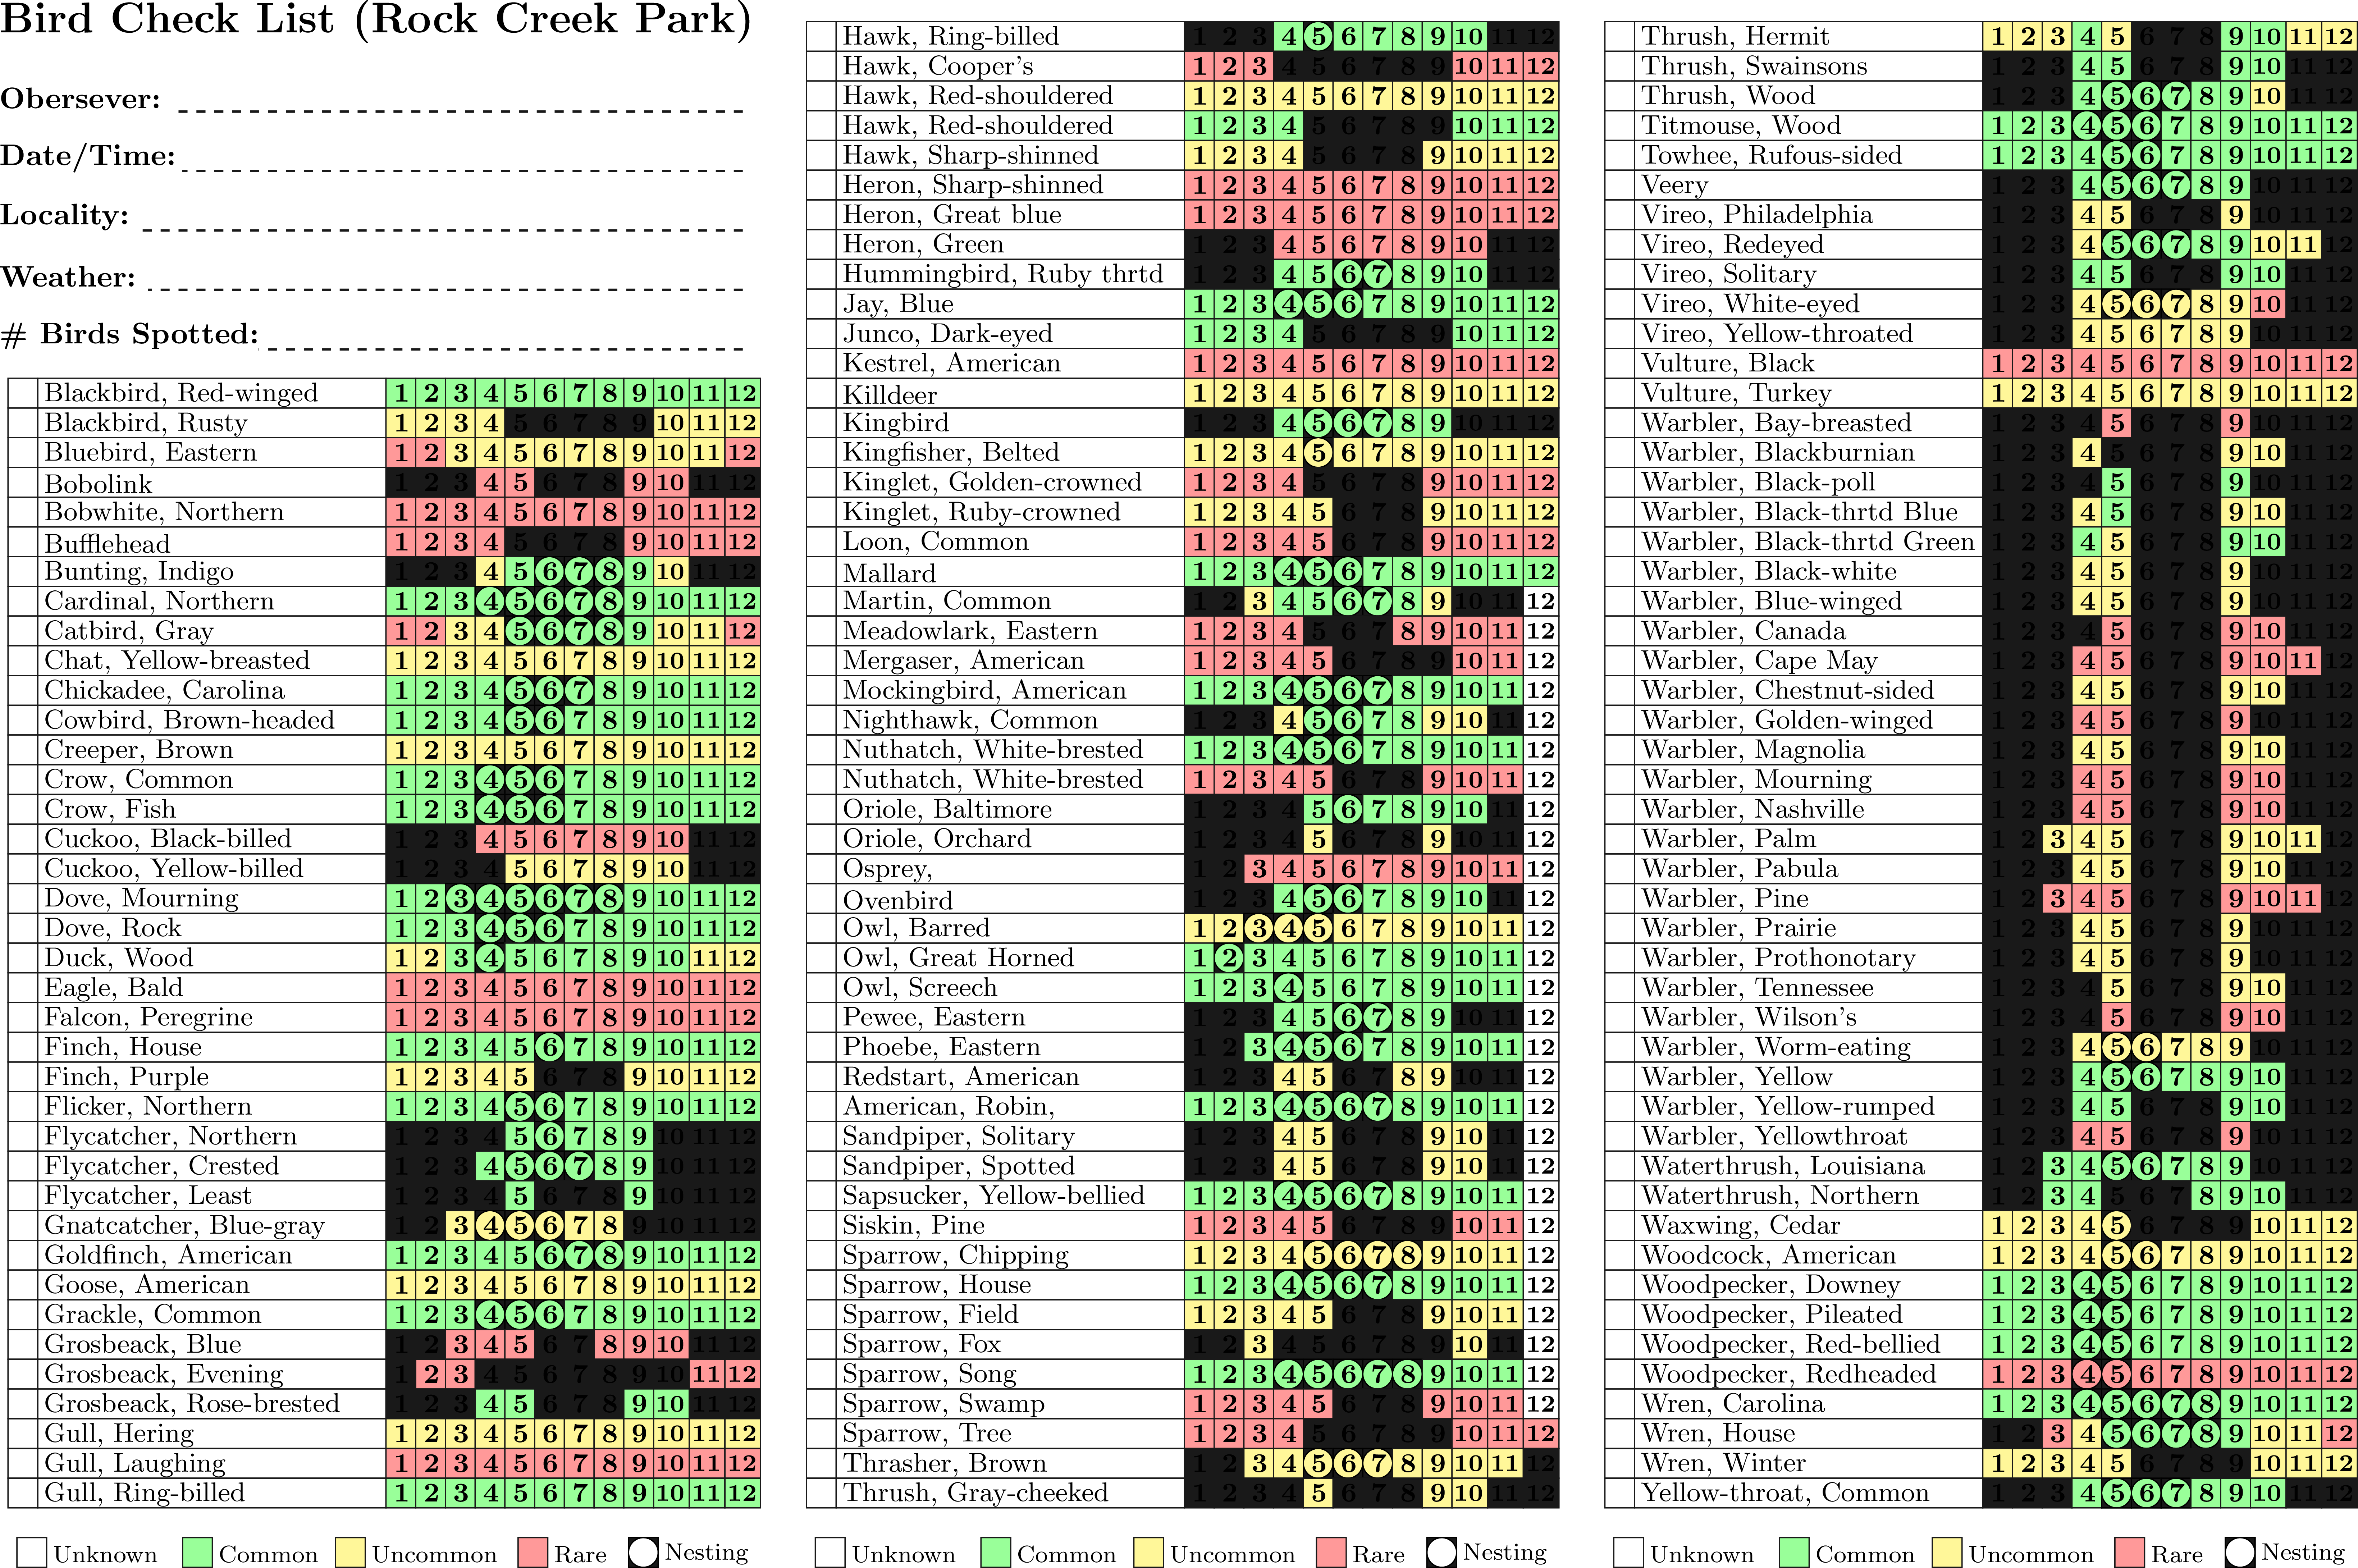 Bird Check List (Rock Creek Park)
Obersever:
Date/Time:
Locality:
Weather:
# Birds Spotted:
Blackbird, Red-winged 1 2 3 4 5 6 7 8 9 10 11 12
Blackbird, Rusty 1 2 3 4 5 6 7 8 9 10 11 12
Bluebird, Eastern 1 2 3 4 5 6 7 8 9 10 11 12
Bobolink 1 2 3 4 5 6 7 8 9 10 11 12
Bobwhite, Northern 1 2 3 4 5 6 7 8 9 10 11 12
Bufflehead 1 2 3 4 5 6 7 8 9 10 11 12
Bunting, Indigo 1 2 3 4 5 6 7 8 9 10 11 12
Cardinal, Northern 1 2 3 4 5 6 7 8 9 10 11 12
Catbird, Gray 1 2 3 4 5 6 7 8 9 10 11 12
Chat, Yellow-breasted 1 2 3 4 5 6 7 8 9 10 11 12
Chickadee, Carolina 1 2 3 4 5 6 7 8 9 10 11 12
Cowbird, Brown-headed 1 2 3 4 5 6 7 8 9 10 11 12
Creeper, Brown 1 2 3 4 5 6 7 8 9 10 11 12
Crow, Common 1 2 3 4 5 6 7 8 9 10 11 12
Crow, Fish 1 2 3 4 5 6 7 8 9 10 11 12
Cuckoo, Black-billed 1 2 3 4 5 6 7 8 9 10 11 12
Cuckoo, Yellow-billed 1 2 3 4 5 6 7 8 9 10 11 12
Dove, Mourning 1 2 3 4 5 6 7 8 9 10 11 12
Dove, Rock 1 2 3 4 5 6 7 8 9 10 11 12
Duck, Wood 1 2 3 4 5 6 7 8 9 10 11 12
Eagle, Bald 1 2 3 4 5 6 7 8 9 10 11 12
Falcon, Peregrine 1 2 3 4 5 6 7 8 9 10 11 12
Finch, House 1 2 3 4 5 6 7 8 9 10 11 12
Finch, Purple 1 2 3 4 5 6 7 8 9 10 11 12
Flicker, Northern 1 2 3 4 5 6 7 8 9 10 11 12
Flycatcher, Northern 1 2 3 4 5 6 7 8 9 10 11 12
Flycatcher, Crested 1 2 3 4 5 6 7 8 9 10 11 12
Flycatcher, Least 1 2 3 4 5 6 7 8 9 10 11 12
Gnatcatcher, Blue-gray 1 2 3 4 5 6 7 8 9 10 11 12
Goldfinch, American 1 2 3 4 5 6 7 8 9 10 11 12
Goose, American 1 2 3 4 5 6 7 8 9 10 11 12
Grackle, Common 1 2 3 4 5 6 7 8 9 10 11 12
Grosbeack, Blue 1 2 3 4 5 6 7 8 9 10 11 12
Grosbeack, Evening 1 2 3 4 5 6 7 8 9 10 11 12
Grosbeack, Rose-brested 1 2 3 4 5 6 7 8 9 10 11 12
Gull, Hering 1 2 3 4 5 6 7 8 9 10 11 12
Gull, Laughing 1 2 3 4 5 6 7 8 9 10 11 12
Gull, Ring-billed 1 2 3 4 5 6 7 8 9 10 11 12
Unknown Common Uncommon Rare Nesting
Hawk, Ring-billed 1 2 3 4 5 6 7 8 9 10 11 12
Hawk, Cooper's 1 2 3 4 5 6 7 8 9 10 11 12
Hawk, Red-shouldered 1 2 3 4 5 6 7 8 9 10 11 12
Hawk, Red-shouldered 1 2 3 4 5 6 7 8 9 10 11 12
Hawk, Sharp-shinned 1 2 3 4 5 6 7 8 9 10 11 12
Heron, Sharp-shinned 1 2 3 4 5 6 7 8 9 10 11 12
Heron, Great blue 1 2 3 4 5 6 7 8 9 10 11 12
Heron, Green 1 2 3 4 5 6 7 8 9 10 11 12
Hummingbird, Ruby thrtd 1 2 3 4 5 6 7 8 9 10 11 12
Jay, Blue 1 2 3 4 5 6 7 8 9 10 11 12
Junco, Dark-eyed 1 2 3 4 5 6 7 8 9 10 11 12
Kestrel, American 1 2 3 4 5 6 7 8 9 10 11 12
Killdeer 1 2 3 4 5 6 7 8 9 10 11 12
Kingbird 1 2 3 4 5 6 7 8 9 10 11 12
Kingfisher, Belted 1 2 3 4 5 6 7 8 9 10 11 12
Kinglet, Golden-crowned 1 2 3 4 5 6 7 8 9 10 11 12
Kinglet, Ruby-crowned 1 2 3 4 5 6 7 8 9 10 11 12
Loon, Common 1 2 3 4 5 6 7 8 9 10 11 12
Mallard 1 2 3 4 5 6 7 8 9 10 11 12
Martin, Common 1 2 3 4 5 6 7 8 9 10 11 12
Meadowlark, Eastern 1 2 3 4 5 6 7 8 9 10 11 12
Mergaser, American 1 2 3 4 5 6 7 8 9 10 11 12
Mockingbird, American 1 2 3 4 5 6 7 8 9 10 11 12
Nighthawk, Common 1 2 3 4 5 6 7 8 9 10 11 12
Nuthatch, White-brested 1 2 3 4 5 6 7 8 9 10 11 12
Nuthatch, White-brested 1 2 3 4 5 6 7 8 9 10 11 12
Oriole, Baltimore 1 2 3 4 5 6 7 8 9 10 11 12
Oriole, Orchard 1 2 3 4 5 6 7 8 9 10 11 12
Osprey, 1 2 3 4 5 6 7 8 9 10 11 12
Ovenbird 1 2 3 4 5 6 7 8 9 10 11 12
Owl, Barred 1 2 3 4 5 6 7 8 9 10 11 12
Owl, Great Horned 1 2 3 4 5 6 7 8 9 10 11 12
Owl, Screech 1 2 3 4 5 6 7 8 9 10 11 12
Pewee, Eastern 1 2 3 4 5 6 7 8 9 10 11 12
Phoebe, Eastern 1 2 3 4 5 6 7 8 9 10 11 12
Redstart, American 1 2 3 4 5 6 7 8 9 10 11 12
American, Robin, 1 2 3 4 5 6 7 8 9 10 11 12
Sandpiper, Solitary 1 2 3 4 5 6 7 8 9 10 11 12
Sandpiper, Spotted 1 2 3 4 5 6 7 8 9 10 11 12
Sapsucker, Yellow-bellied 1 2 3 4 5 6 7 8 9 10 11 12
Siskin, Pine 1 2 3 4 5 6 7 8 9 10 11 12
Sparrow, Chipping 1 2 3 4 5 6 7 8 9 10 11 12
Sparrow, House 1 2 3 4 5 6 7 8 9 10 11 12
Sparrow, Field 1 2 3 4 5 6 7 8 9 10 11 12
Sparrow, Fox 1 2 3 4 5 6 7 8 9 10 11 12
Sparrow, Song 1 2 3 4 5 6 7 8 9 10 11 12
Sparrow, Swamp 1 2 3 4 5 6 7 8 9 10 11 12
Sparrow, Tree 1 2 3 4 5 6 7 8 9 10 11 12
Thrasher, Brown 1 2 3 4 5 6 7 8 9 10 11 12
Thrush, Gray-cheeked 1 2 3 4 5 6 7 8 9 10 11 12
Unknown Common Uncommon Rare Nesting
Thrush, Hermit 1 2 3 4 5 6 7 8 9 10 11 12
Thrush, Swainsons 1 2 3 4 5 6 7 8 9 10 11 12
Thrush, Wood 1 2 3 4 5 6 7 8 9 10 11 12
Titmouse, Wood 1 2 3 4 5 6 7 8 9 10 11 12
Towhee, Rufous-sided 1 2 3 4 5 6 7 8 9 10 11 12
Veery 1 2 3 4 5 6 7 8 9 10 11 12
Vireo, Philadelphia 1 2 3 4 5 6 7 8 9 10 11 12
Vireo, Redeyed 1 2 3 4 5 6 7 8 9 10 11 12
Vireo, Solitary 1 2 3 4 5 6 7 8 9 10 11 12
Vireo, White-eyed 1 2 3 4 5 6 7 8 9 10 11 12
Vireo, Yellow-throated 1 2 3 4 5 6 7 8 9 10 11 12
Vulture, Black 1 2 3 4 5 6 7 8 9 10 11 12
Vulture, Turkey 1 2 3 4 5 6 7 8 9 10 11 12
Warbler, Bay-breasted 1 2 3 4 5 6 7 8 9 10 11 12
Warbler, Blackburnian 1 2 3 4 5 6 7 8 9 10 11 12
Warbler, Black-poll 1 2 3 4 5 6 7 8 9 10 11 12
Warbler, Black-thrtd Blue 1 2 3 4 5 6 7 8 9 10 11 12
Warbler, Black-thrtd Green 1 2 3 4 5 6 7 8 9 10 11 12
Warbler, Black-white 1 2 3 4 5 6 7 8 9 10 11 12
Warbler, Blue-winged 1 2 3 4 5 6 7 8 9 10 11 12
Warbler, Canada 1 2 3 4 5 6 7 8 9 10 11 12
Warbler, Cape May 1 2 3 4 5 6 7 8 9 10 11 12
Warbler, Chestnut-sided 1 2 3 4 5 6 7 8 9 10 11 12
Warbler, Golden-winged 1 2 3 4 5 6 7 8 9 10 11 12
Warbler, Magnolia 1 2 3 4 5 6 7 8 9 10 11 12
Warbler, Mourning 1 2 3 4 5 6 7 8 9 10 11 12
Warbler, Nashville 1 2 3 4 5 6 7 8 9 10 11 12
Warbler, Palm 1 2 3 4 5 6 7 8 9 10 11 12
Warbler, Pabula 1 2 3 4 5 6 7 8 9 10 11 12
Warbler, Pine 1 2 3 4 5 6 7 8 9 10 11 12
Warbler, Prairie 1 2 3 4 5 6 7 8 9 10 11 12
Warbler, Prothonotary 1 2 3 4 5 6 7 8 9 10 11 12
Warbler, Tennessee 1 2 3 4 5 6 7 8 9 10 11 12
Warbler, Wilson's 1 2 3 4 5 6 7 8 9 10 11 12
Warbler, Worm-eating 1 2 3 4 5 6 7 8 9 10 11 12
Warbler, Yellow 1 2 3 4 5 6 7 8 9 10 11 12
Warbler, Yellow-rumped 1 2 3 4 5 6 7 8 9 10 11 12
Warbler, Yellowthroat 1 2 3 4 5 6 7 8 9 10 11 12
Waterthrush, Louisiana 1 2 3 4 5 6 7 8 9 10 11 12
Waterthrush, Northern 1 2 3 4 5 6 7 8 9 10 11 12
Waxwing, Cedar 1 2 3 4 5 6 7 8 9 10 11 12
Woodcock, American 1 2 3 4 5 6 7 8 9 10 11 12
Woodpecker, Downey 1 2 3 4 5 6 7 8 9 10 11 12
Woodpecker, Pileated 1 2 3 4 5 6 7 8 9 10 11 12
Woodpecker, Red-bellied 1 2 3 4 5 6 7 8 9 10 11 12
Woodpecker, Redheaded 1 2 3 4 5 6 7 8 9 10 11 12
Wren, Carolina 1 2 3 4 5 6 7 8 9 10 11 12
Wren, House 1 2 3 4 5 6 7 8 9 10 11 12
Wren, Winter 1 2 3 4 5 6 7 8 9 10 11 12
Yellow-throat, Common 1 2 3 4 5 6 7 8 9 10 11 12
Unknown Common Uncommon Rare Nesting